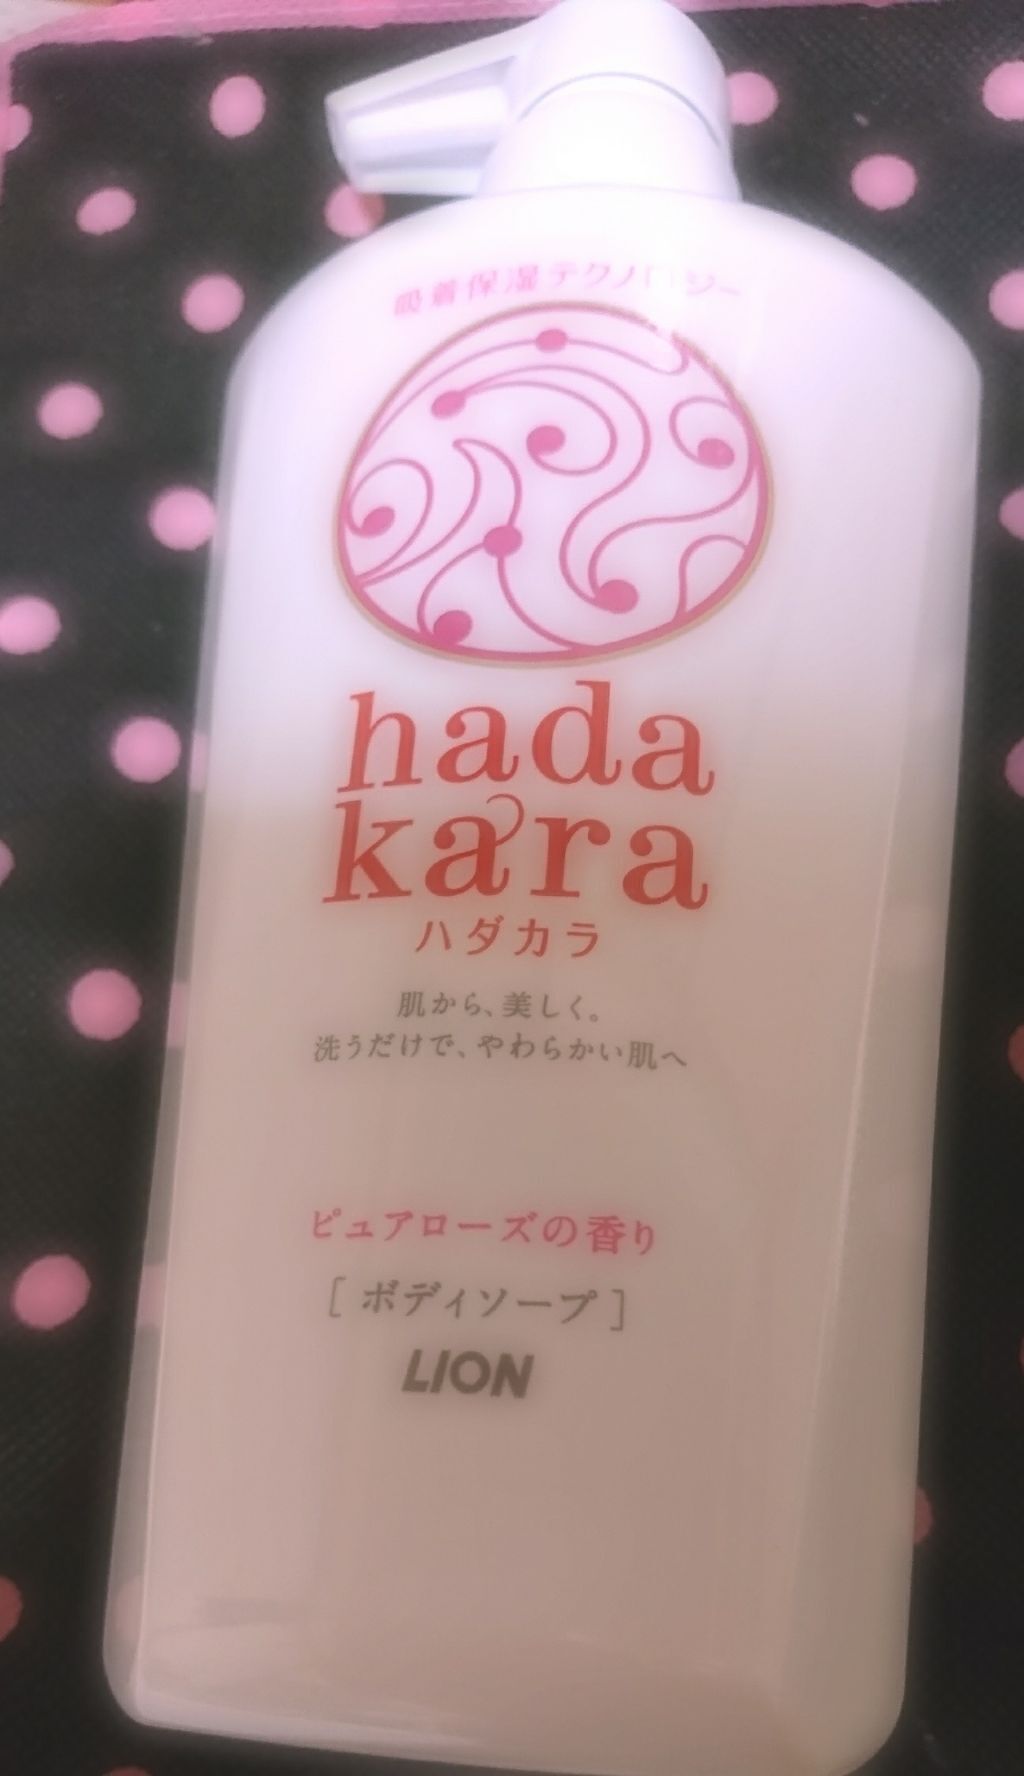 吸着保湿テクノロジー
hada
kara
ハダカラ
肌から、美しく。
洗うだけで、やわらかい肌へ
ピュアローズの香り
[ ボディソープ ]
LION